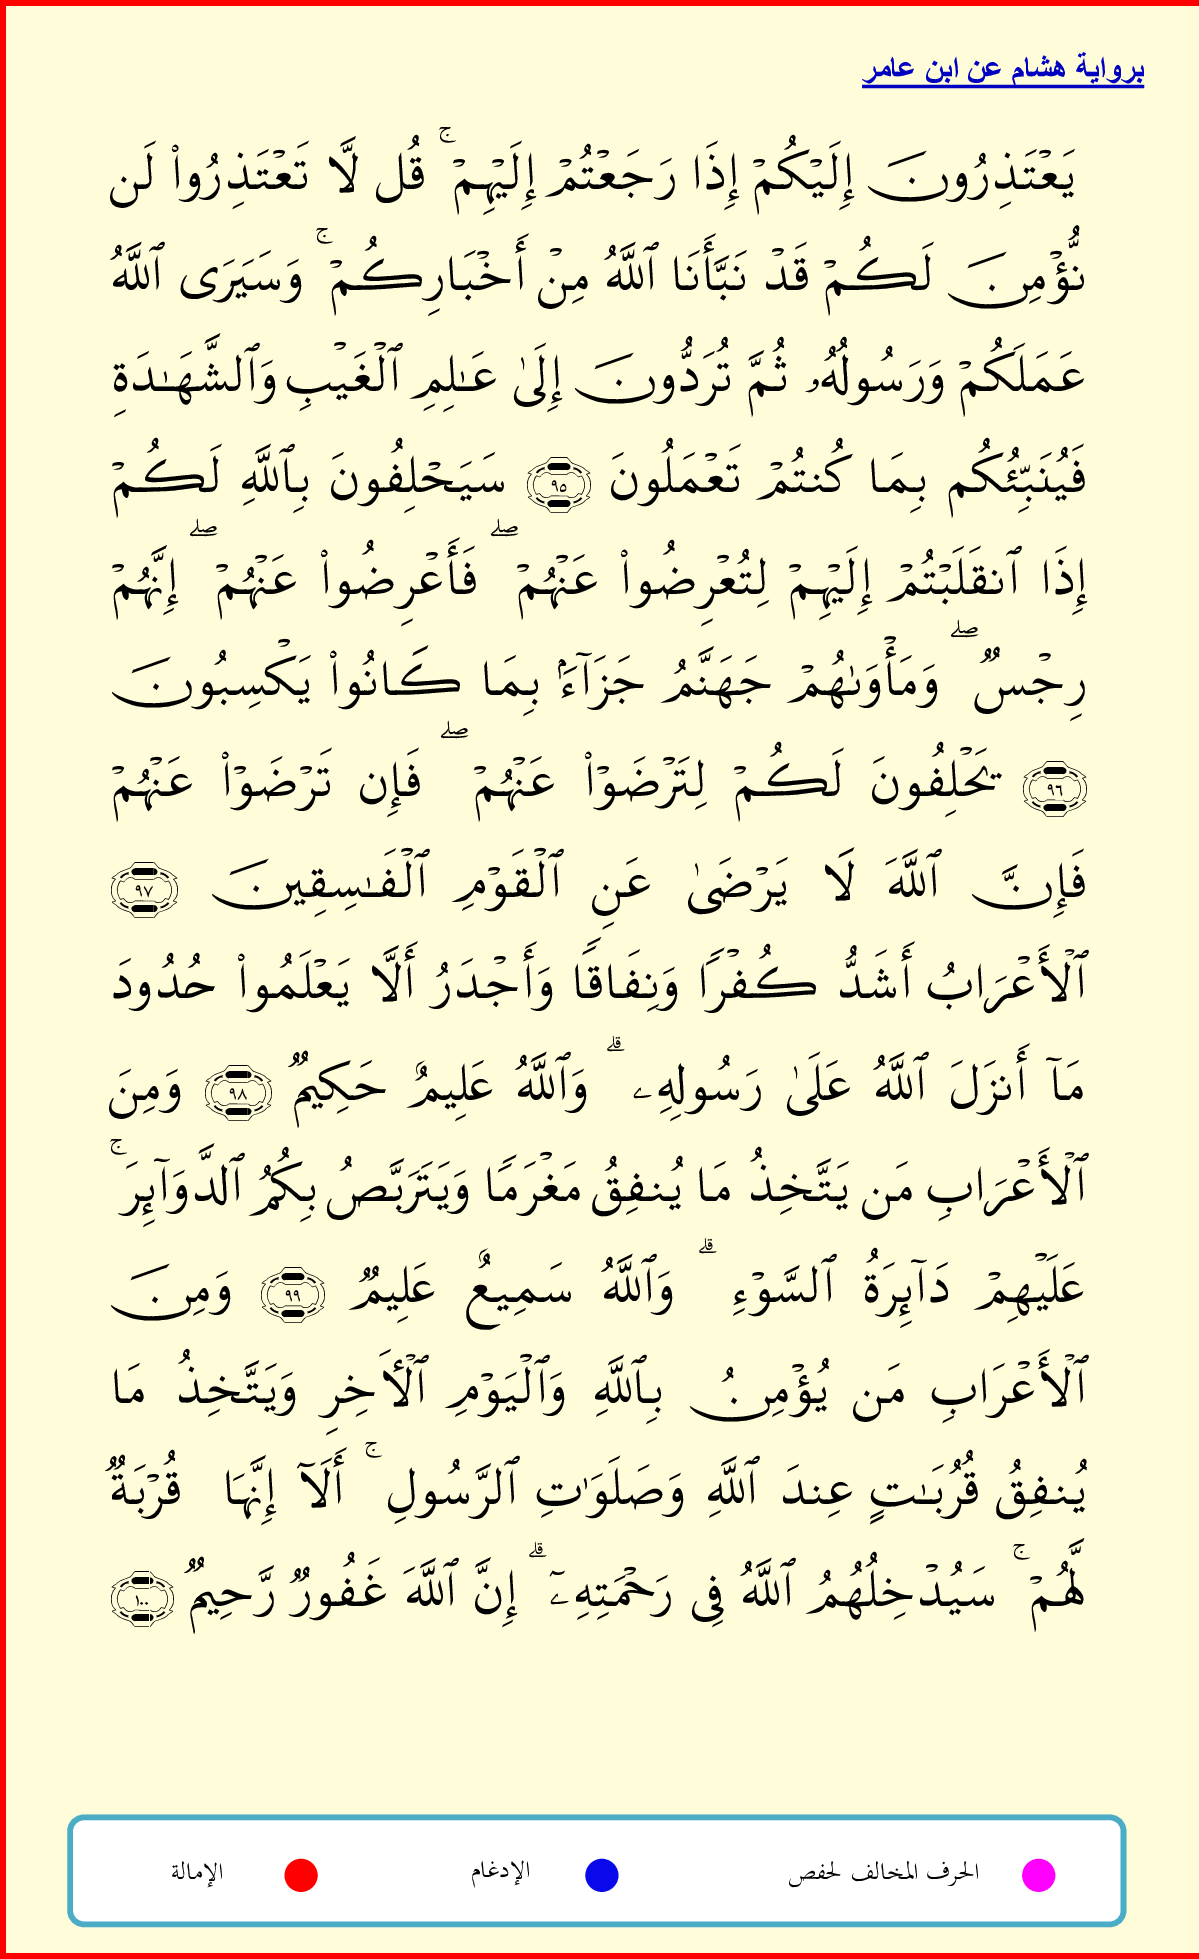 برواية هشام عن ابن عامر
يَعْتَذِرُونَ إِلَيْكُمْ إِذَا رَجَعْتُمْ إِلَيْهِمْ ۚ قُل لَّا تَعْتَذِرُوا۟ لَن
نُّؤْمِنَ لَكُمْ قَدْ نَبَّأَنَا ٱللَّهُ مِنْ أَخْبَارِكُمْ ۚ وَسَيَرَى ٱللَّهُ
عَمَلَكُمْ وَرَسُولُهُۥ ثُمَّ تُرَدُّونَ إِلَىٰ عَـٰلِمِ ٱلْغَيْبِ وَٱلشَّهَـٰدَةِ
فَيُنَبِّئُكُم بِمَا كُنتُمْ تَعْمَلُونَ ٩٥ سَيَحْلِفُونَ بِٱللَّهِ لَكُمْ
إِذَا ٱنقَلَبْتُمْ إِلَيْهِمْ لِتُعْرِضُوا۟ عَنْهُمْ ۖ فَأَعْرِضُوا۟ عَنْهُمْ ۖ إِنَّهُمْ
رِجْسٌ ۖ وَمَأْوَىٰهُمْ جَهَنَّمُ جَزَآءًۢ بِمَا كَانُوا۟ يَكْسِبُونَ
٩٦ يَحْلِفُونَ لَكُمْ لِتَرْضَوْا۟ عَنْهُمْ ۖ فَإِن تَرْضَوْا۟ عَنْهُمْ
فَإِنَّ ٱللَّهَ لَا يَرْضَىٰ عَنِ ٱلْقَوْمِ ٱلْفَـٰسِقِينَ ٩٧
ٱلْأَعْرَابُ أَشَدُّ كُفْرًا وَنِفَاقًا وَأَجْدَرُ أَلَّا يَعْلَمُوا۟ حُدُودَ
مَآ أَنزَلَ ٱللَّهُ عَلَىٰ رَسُولِهِۦ ۗ وَٱللَّهُ عَلِيمٌ حَكِيمٌ ٩٨ وَمِنَ
ٱلْأَعْرَابِ مَن يَتَّخِذُ مَا يُنفِقُ مَغْرَمًا وَيَتَرَبَّصُ بِكُمُ ٱلدَّوَآئِرَ ۚ
عَلَيْهِمْ دَآئِرَةُ ٱلسَّوْءِ ۗ وَٱللَّهُ سَمِيعٌ عَلِيمٌ ٩٩ وَمِنَ
ٱلْأَعْرَابِ مَن يُؤْمِنُ بِٱللَّهِ وَٱلْيَوْمِ ٱلْأَخِرِ وَيَتَّخِذُ مَا
يُنفِقُ قُرُبَـٰتٍ عِندَ ٱللَّهِ وَصَلَوَٰتِ ٱلرَّسُولِ ۚ أَلَآ إِنَّهَا قُرْبَةٌ
لَّهُمْ ۚ سَيُدْخِلُهُمُ ٱللَّهُ فِى رَحْمَتِهِۦٓ ۗ إِنَّ ٱللَّهَ غَفُورٌ رَّحِيمٌ ١٠٠
الحرف المخالف لحفص الإدغام الإمالة